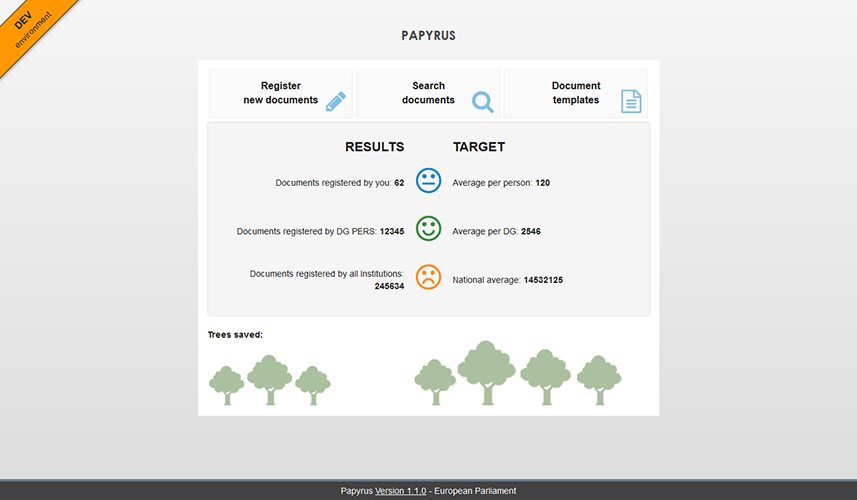 DEV
environment
PAPYRUS
Register
new documents
Search
documents
Document
templates
RESULTS
TARGET
Documents registered by you: 62
Average per person: 120
Documents registered by DG PERS: 12345
Average per DG: 2546
Documents registered by all Institutions:
245634
National average: 14532125
Trees saved:
Papyrus Version 1.1.0 - European Parliament